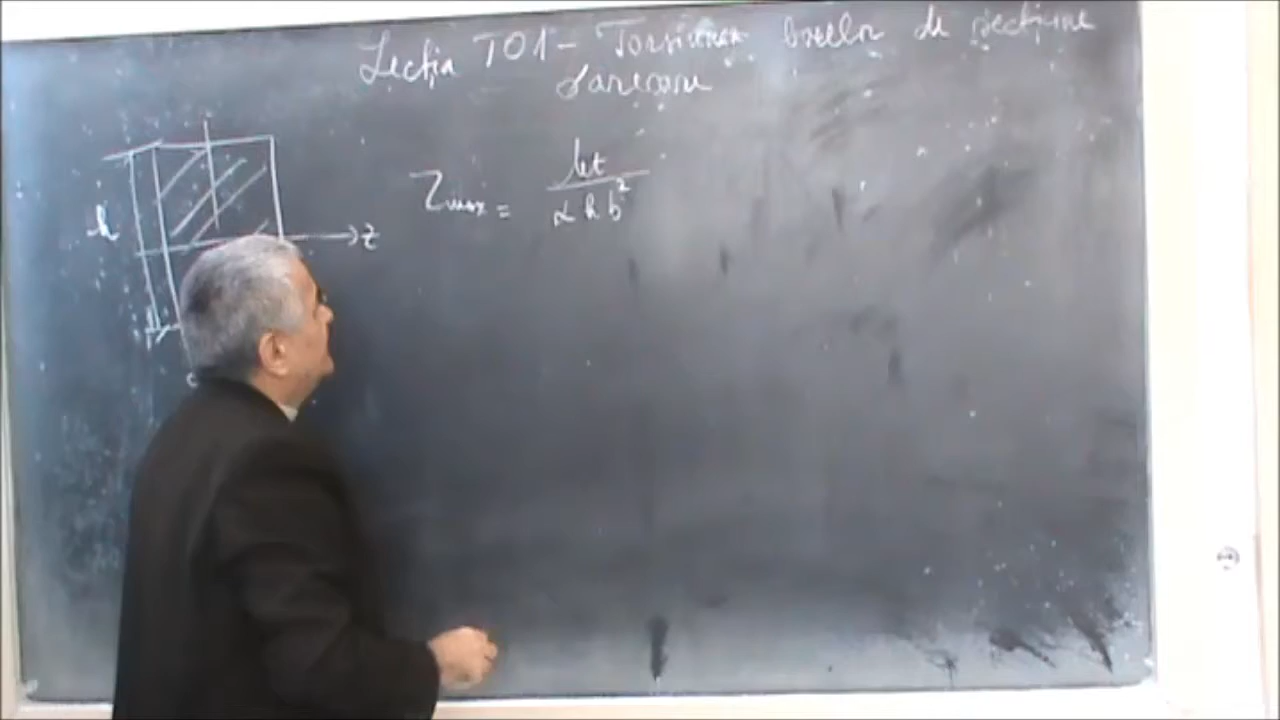 Lecția T01 - Torsiunea barelor de secțiune
oarecare
h
z
τmax = Mt
α h b²